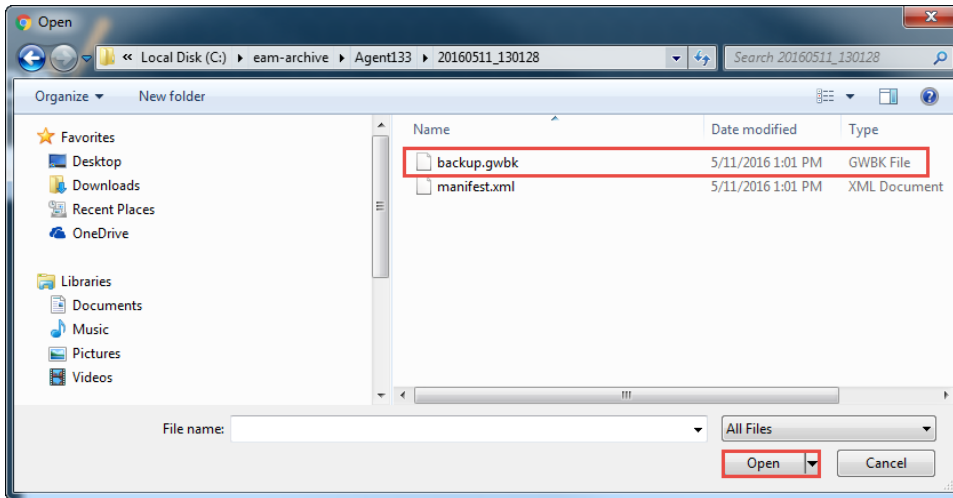 Open
« Local Disk (C:) ▸ eam-archive ▸ Agent133 ▸ 20160511_130128
Search 20160511_130128
Organize ▾ New folder
Name Date modified Type
Favorites
Desktop
Downloads
Recent Places
OneDrive
Libraries
Documents
Music
Pictures
Videos
backup.gwbk 5/11/2016 1:01 PM GWBK File
manifest.xml 5/11/2016 1:01 PM XML Document
File name: All Files
Open Cancel